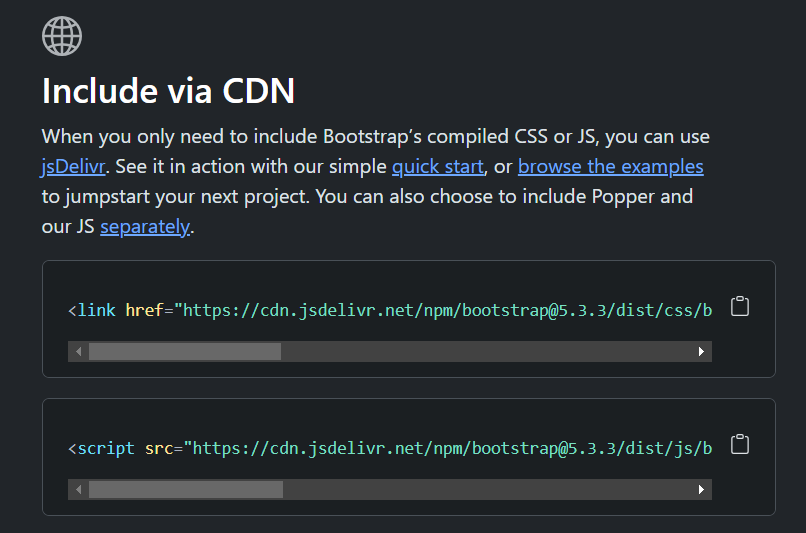 Include via CDN
When you only need to include Bootstrap’s compiled CSS or JS, you can use
jsDelivr. See it in action with our simple quick start, or browse the examples
to jumpstart your next project. You can also choose to include Popper and
our JS separately.
<link href="https://cdn.jsdelivr.net/npm/bootstrap@5.3.3/dist/css/b
<script src="https://cdn.jsdelivr.net/npm/bootstrap@5.3.3/dist/js/b